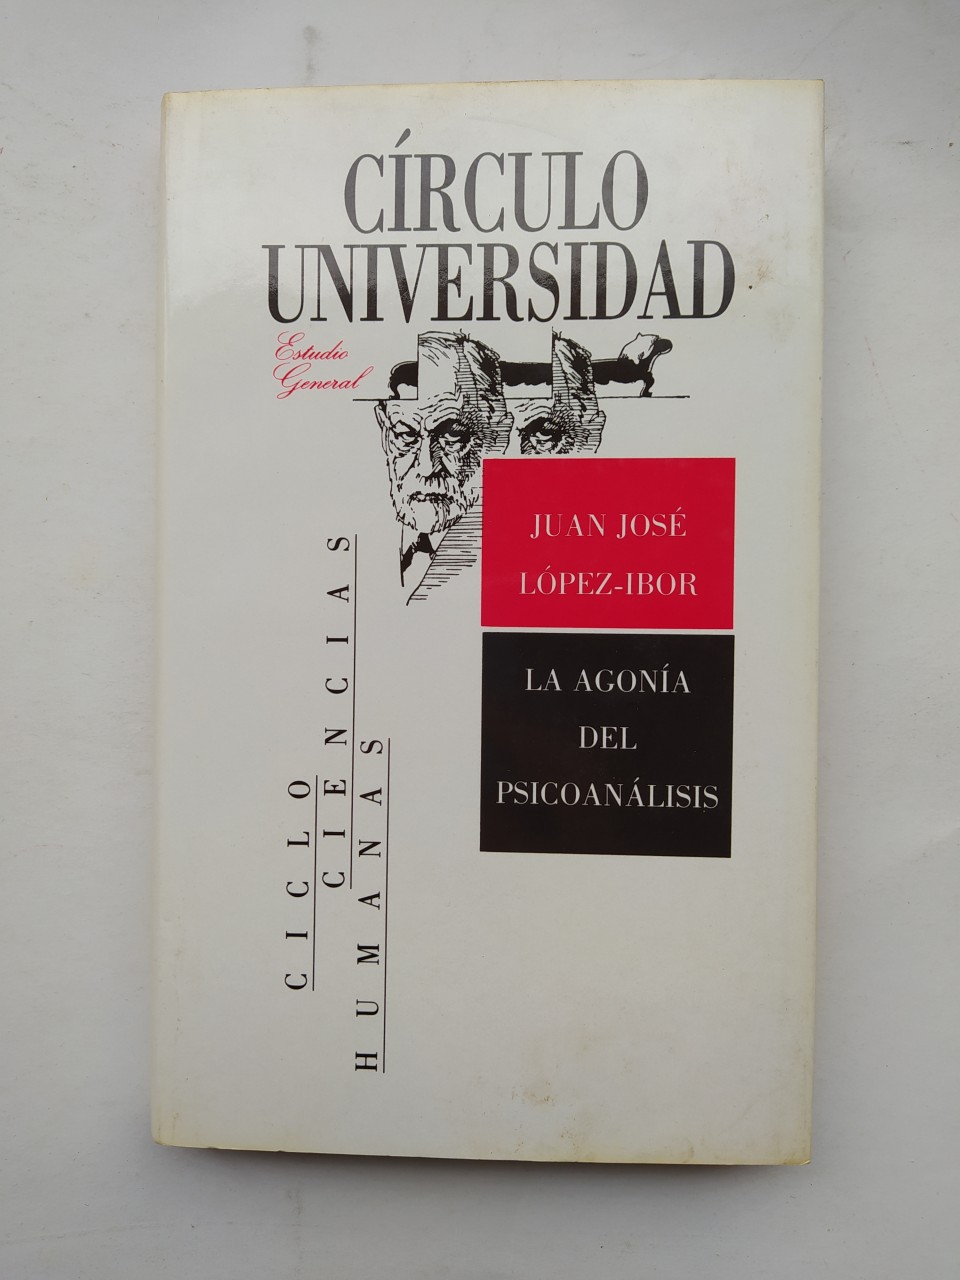 CÍRCULO
UNIVERSIDAD
Estudio
General
JUAN JOSÉ
LÓPEZ-IBOR
LA AGONÍA
DEL
PSICOANÁLISIS
CICLO
CIENCIAS
HUMANAS